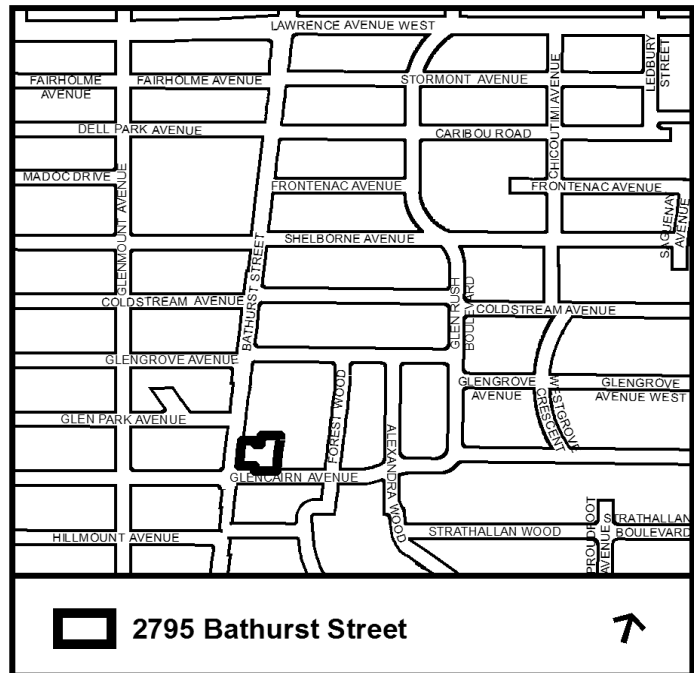 LAWRENCE AVENUE WEST
LEDBURY
STREET
FAIRHOLME
AVENUE
FAIRHOLME AVENUE
STORMONT AVENUE
CHICOUTIMI AVENUE
DELL PARK AVENUE
CARIBOU ROAD
MADOC DRIVE
GLENMOUNT AVENUE
FRONTENAC AVENUE
FRONTENAC AVENUE
SAGUENAY
AVENUE
BATHURST STREET
SHELBORNE AVENUE
COLDSTREAM AVENUE
GLEN RUSH
BOULEVARD
COLDSTREAM AVENUE
GLENGROVE AVENUE
FOREST WOOD
GLENGROVE
AVENUE
WESTGROVE
CRESCENT
GLENGROVE
AVENUE WEST
GLEN PARK AVENUE
ALEXANDRA WOOD
GLENCAIRN AVENUE
HILLMOUNT AVENUE
STRATHALLAN WOOD
PROUDFOOT
AVENUE
STRATHALLAN
BOULEVARD
2795 Bathurst Street